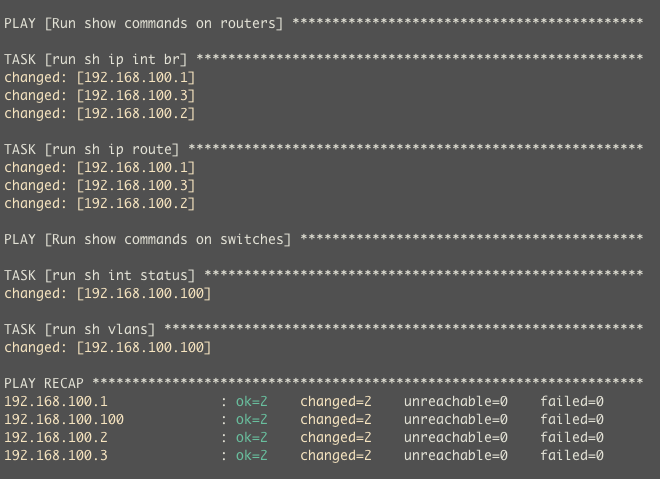 PLAY [Run show commands on routers] ********************************************
TASK [run sh ip int br] ********************************************************
changed: [192.168.100.1]
changed: [192.168.100.3]
changed: [192.168.100.2]
TASK [run sh ip route] *********************************************************
changed: [192.168.100.1]
changed: [192.168.100.3]
changed: [192.168.100.2]
PLAY [Run show commands on switches] *******************************************
TASK [run sh int status] *******************************************************
changed: [192.168.100.100]
TASK [run sh vlans] ************************************************************
changed: [192.168.100.100]
PLAY RECAP *********************************************************************
192.168.100.1              : ok=2    changed=2    unreachable=0    failed=0
192.168.100.100            : ok=2    changed=2    unreachable=0    failed=0
192.168.100.2              : ok=2    changed=2    unreachable=0    failed=0
192.168.100.3              : ok=2    changed=2    unreachable=0    failed=0